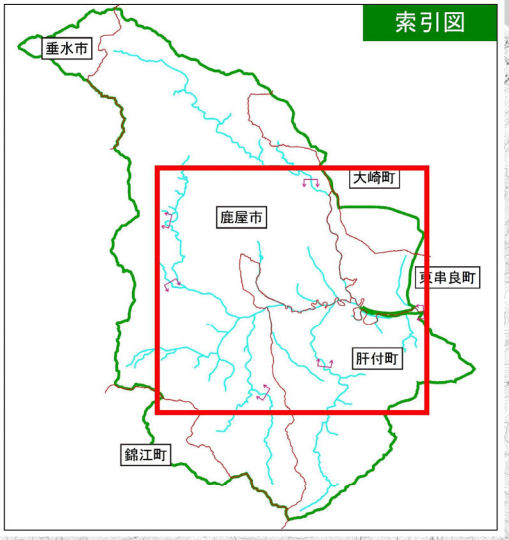 索引図
垂水市
大崎町
鹿屋市
東串良町
肝付町
錦江町